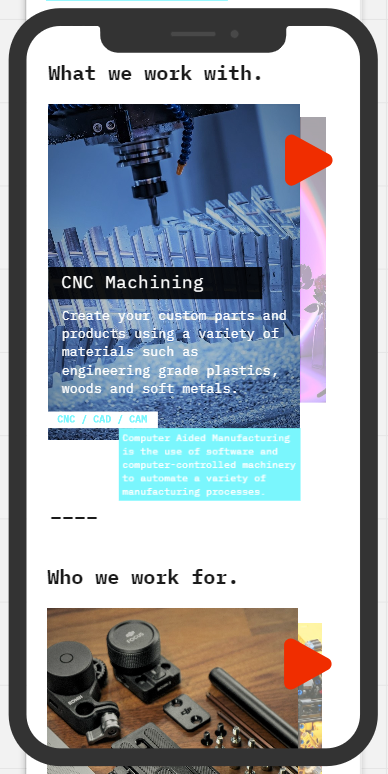 What we work with.
CNC Machining
Create your custom parts and
products using a variety of
materials such as
engineering grade plastics,
woods and soft metals.
CNC / CAD / CAM
Computer Aided Manufacturing
is the use of software and
computer-controlled machinery
to automate a variety of
manufacturing processes.
Who we work for.